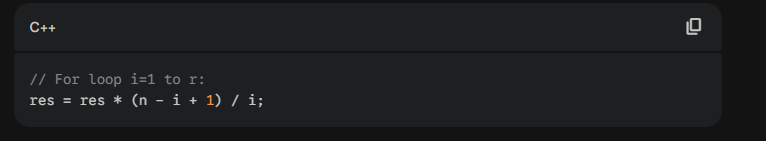 C++
// For loop i=1 to r:
res = res * (n - i + 1) / i;